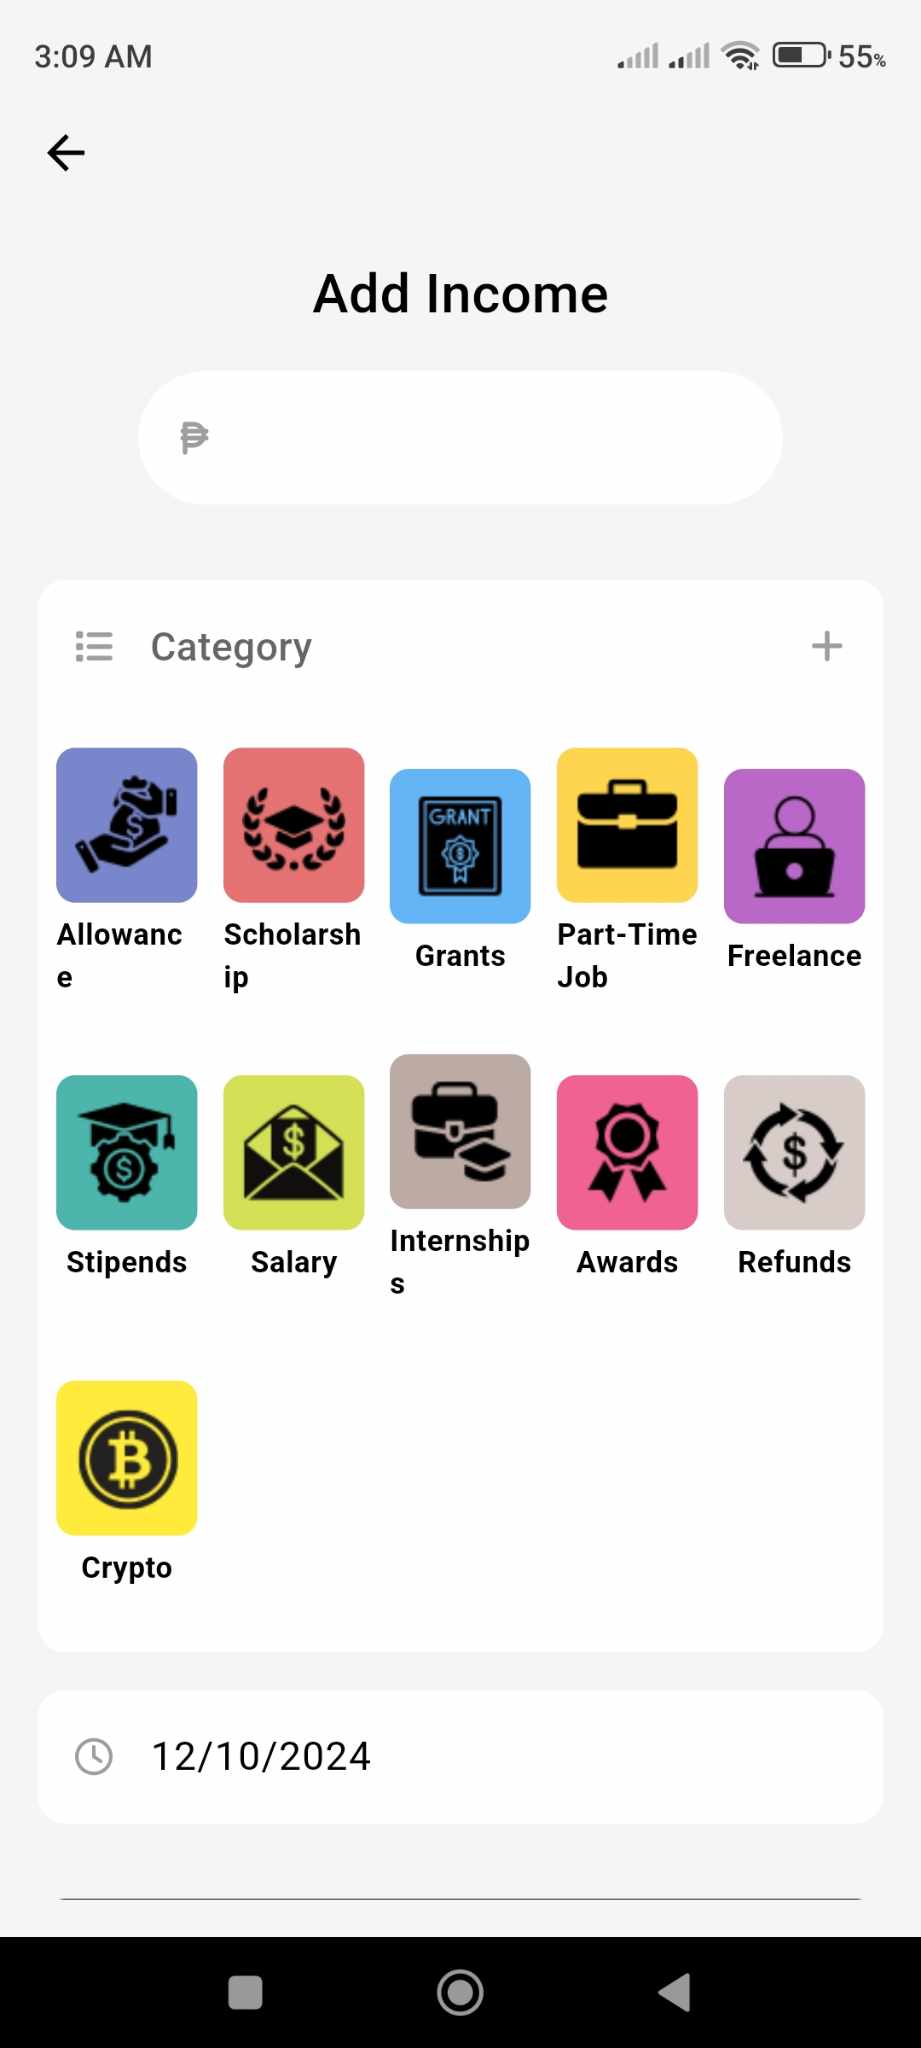 3:09 AM
55%
Add Income
₱
Category
GRANT
Allowanc
e
Scholarsh
ip
Grants
Part-Time
Job
Freelance
Stipends
Salary
Internship
s
Awards
Refunds
Crypto
12/10/2024